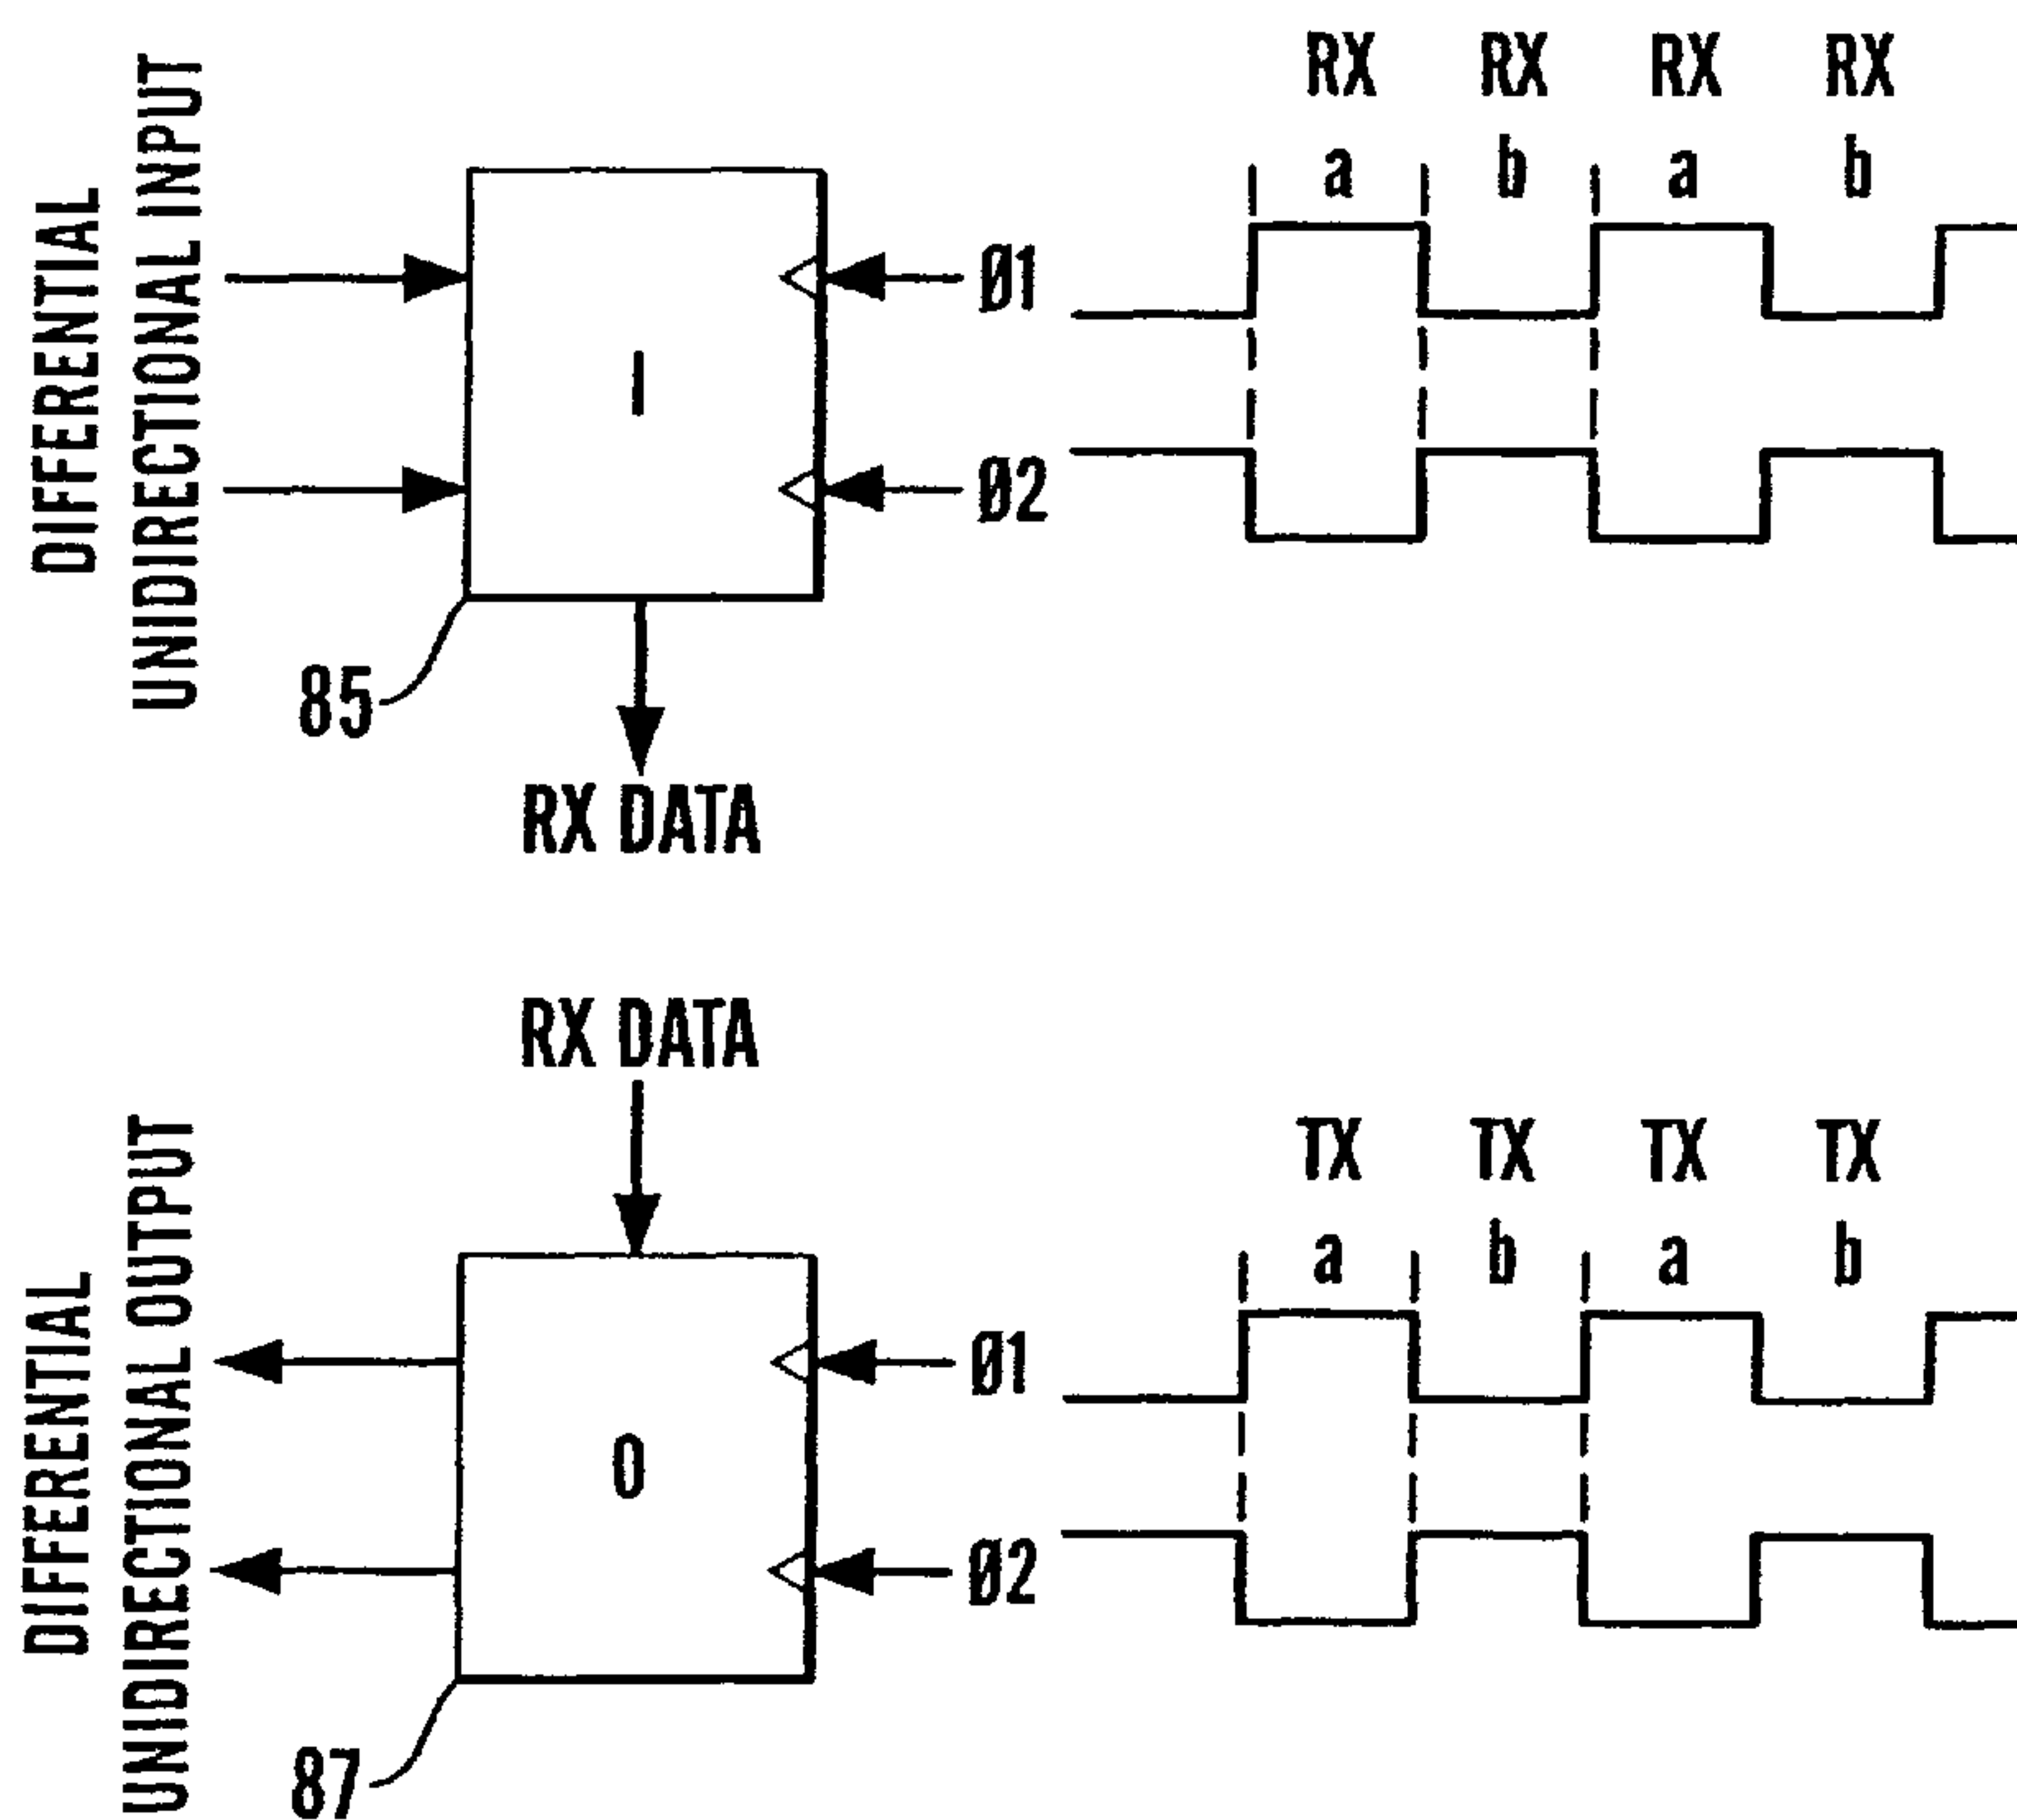 DIFFERENTIAL
UNIDIRECTIONAL INPUT
I
Ø1
Ø2
85
RX DATA
RX RX RX RX
a b a b
RX DATA
DIFFERENTIAL
UNIDIRECTIONAL OUTPUT
O
Ø1
Ø2
87
TX TX TX TX
a b a b